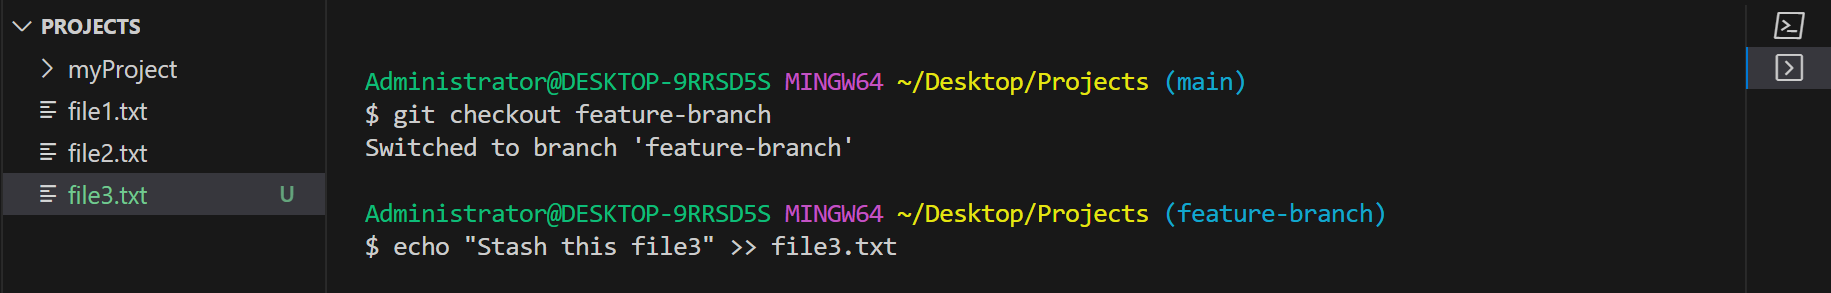 PROJECTS
myProject
file1.txt
file2.txt
file3.txt U
Administrator@DESKTOP-9RRSD5S MINGW64 ~/Desktop/Projects (main)
$ git checkout feature-branch
Switched to branch 'feature-branch'
Administrator@DESKTOP-9RRSD5S MINGW64 ~/Desktop/Projects (feature-branch)
$ echo "Stash this file3" >> file3.txt